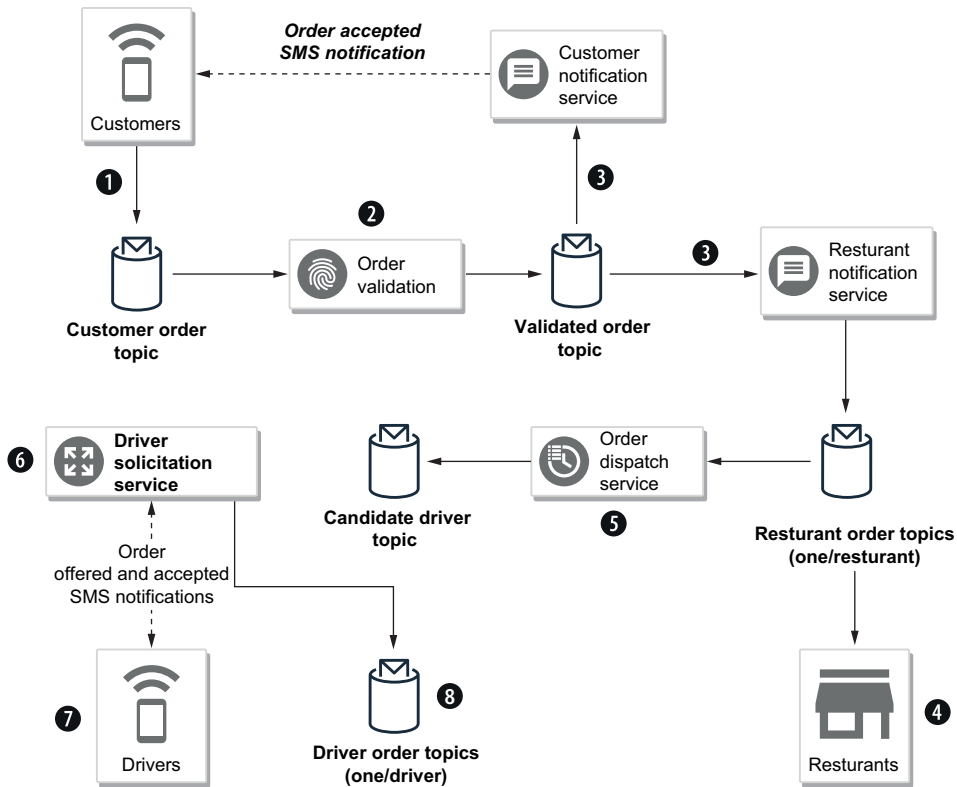 Order accepted
SMS notification
Customers
Customer
notification
service
1
3
2
3
Order
validation
Resturant
notification
service
Customer order
topic
Validated order
topic
6
Driver
solicitation
service
Order
dispatch
service
5
Candidate driver
topic
Resturant order topics
(one/resturant)
Order
offered and accepted
SMS notifications
7
Drivers
8
Driver order topics
(one/driver)
4
Resturants